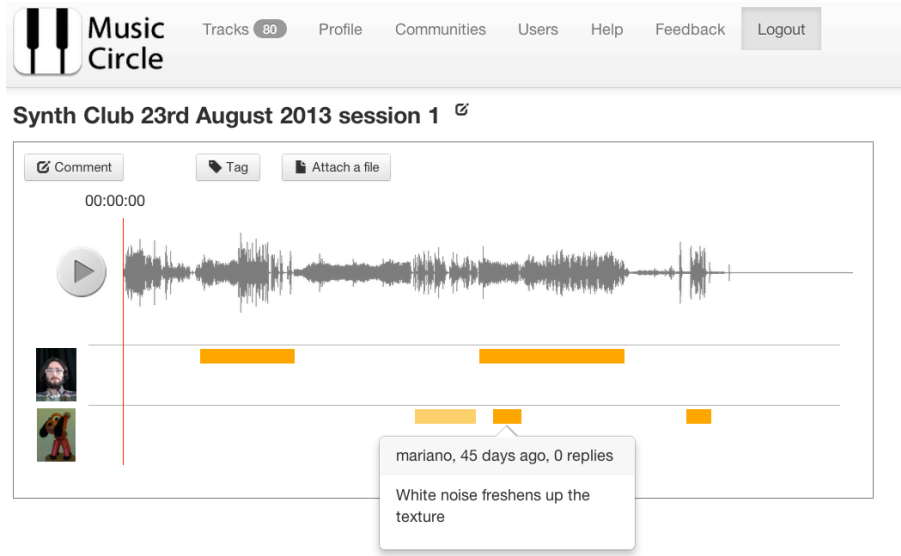 Music
Circle
Tracks 80 Profile Communities Users Help Feedback Logout
Synth Club 23rd August 2013 session 1
Comment Tag Attach a file
00:00:00
mariano, 45 days ago, 0 replies
White noise freshens up the
texture